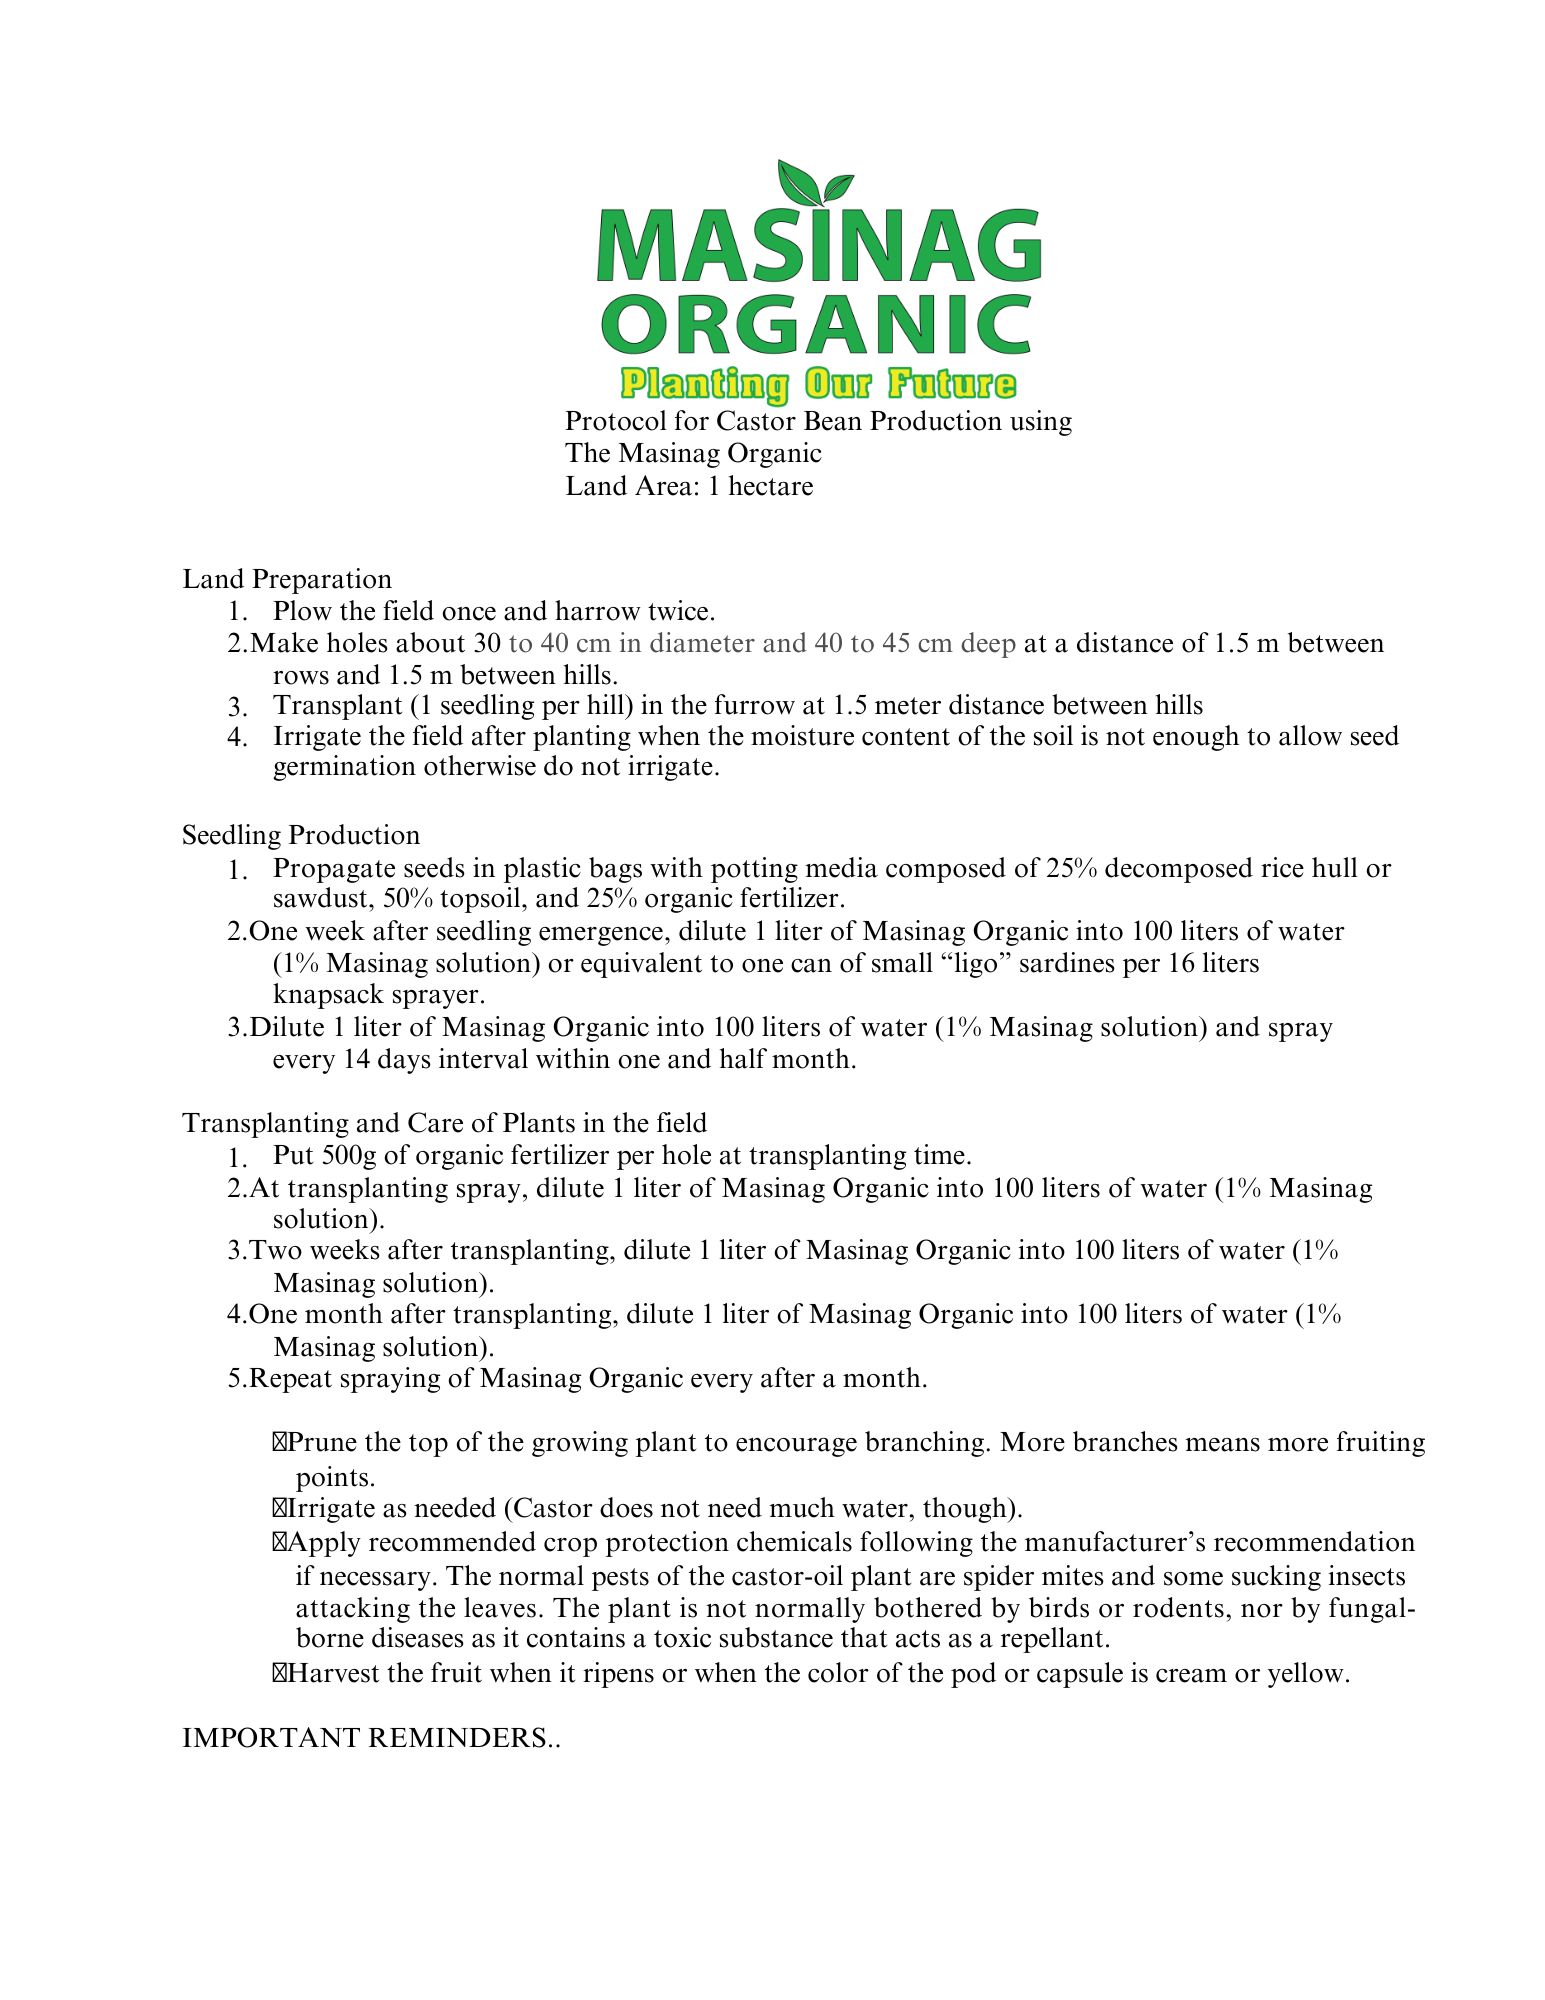 MASINAG
ORGANIC
Planting Our Future
Protocol for Castor Bean Production using
The Masinag Organic
Land Area: 1 hectare
Land Preparation
1. Plow the field once and harrow twice.
2.Make holes about 30 to 40 cm in diameter and 40 to 45 cm deep at a distance of 1.5 m between
rows and 1.5 m between hills.
3. Transplant (1 seedling per hill) in the furrow at 1.5 meter distance between hills
4. Irrigate the field after planting when the moisture content of the soil is not enough to allow seed
germination otherwise do not irrigate.
Seedling Production
1. Propagate seeds in plastic bags with potting media composed of 25% decomposed rice hull or
sawdust, 50% topsoil, and 25% organic fertilizer.
2.One week after seedling emergence, dilute 1 liter of Masinag Organic into 100 liters of water
(1% Masinag solution) or equivalent to one can of small “ligo” sardines per 16 liters
knapsack sprayer.
3.Dilute 1 liter of Masinag Organic into 100 liters of water (1% Masinag solution) and spray
every 14 days interval within one and half month.
Transplanting and Care of Plants in the field
1. Put 500g of organic fertilizer per hole at transplanting time.
2.At transplanting spray, dilute 1 liter of Masinag Organic into 100 liters of water (1% Masinag
solution).
3.Two weeks after transplanting, dilute 1 liter of Masinag Organic into 100 liters of water (1%
Masinag solution).
4.One month after transplanting, dilute 1 liter of Masinag Organic into 100 liters of water (1%
Masinag solution).
5.Repeat spraying of Masinag Organic every after a month.
Prune the top of the growing plant to encourage branching. More branches means more fruiting
points.
Irrigate as needed (Castor does not need much water, though).
Apply recommended crop protection chemicals following the manufacturer’s recommendation
if necessary. The normal pests of the castor-oil plant are spider mites and some sucking insects
attacking the leaves. The plant is not normally bothered by birds or rodents, nor by fungal-
borne diseases as it contains a toxic substance that acts as a repellant.
Harvest the fruit when it ripens or when the color of the pod or capsule is cream or yellow.
IMPORTANT REMINDERS..